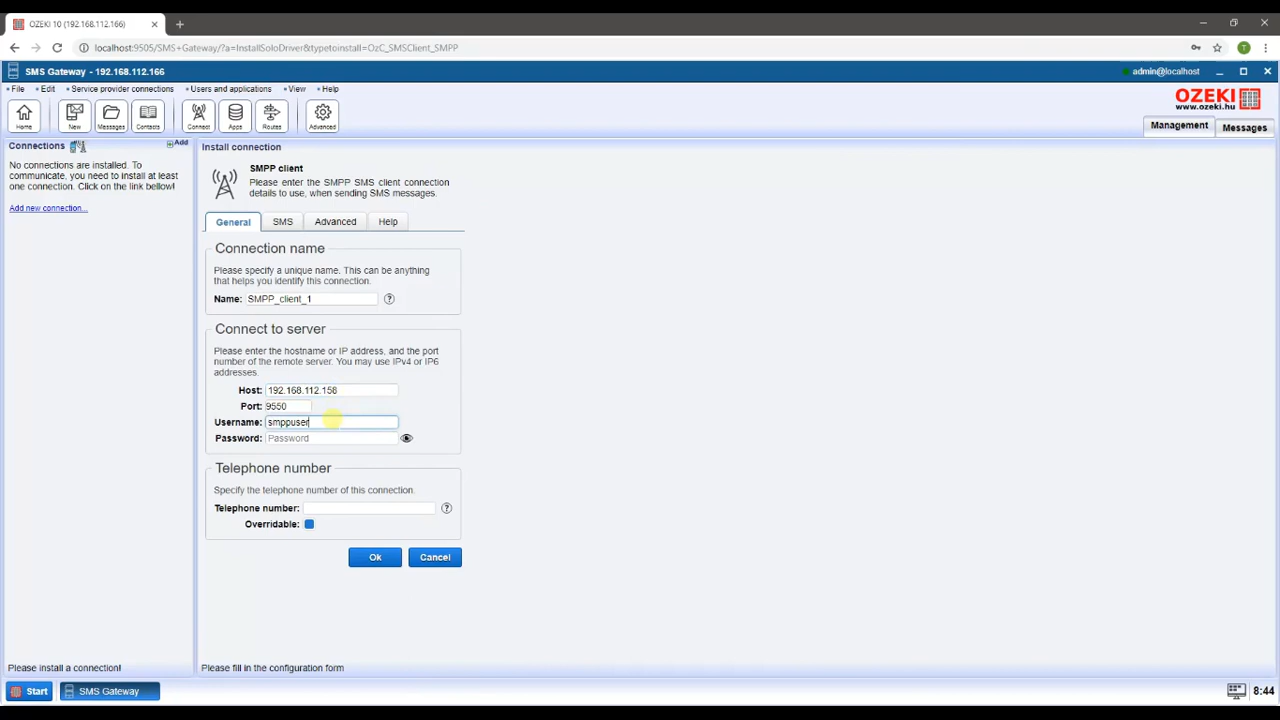 OZEKI 10 (192.168.112.166)
localhost:9505/SMS+Gateway/?a=InstallSoloDriver&typetoinstall=OzC_SMSClient_SMPP
T
SMS Gateway - 192.168.112.166
admin@localhost
File Edit Service provider connections Users and applications View Help
OZEKI
www.ozeki.hu
Home New Messages Contacts Connect Apps Routes Advanced
Management Messages
Connections Add
No connections are installed. To
communicate, you need to install at least
one connection. Click on the link bellow!
Add new connection...
Install connection
SMPP client
Please enter the SMPP SMS client connection
details to use, when sending SMS messages.
General SMS Advanced Help
Connection name
Please specify a unique name. This can be anything
that helps you identify this connection.
Name: SMPP_client_1 ?
Connect to server
Please enter the hostname or IP address, and the port
number of the remote server. You may use IPv4 or IP6
addresses.
Host: 192.168.112.158
Port: 9550
Username: smppuser
Password: Password
Telephone number
Specify the telephone number of this connection.
Telephone number: ?
Overridable:
Ok Cancel
Please install a connection!
Please fill in the configuration form
Start SMS Gateway 8:44